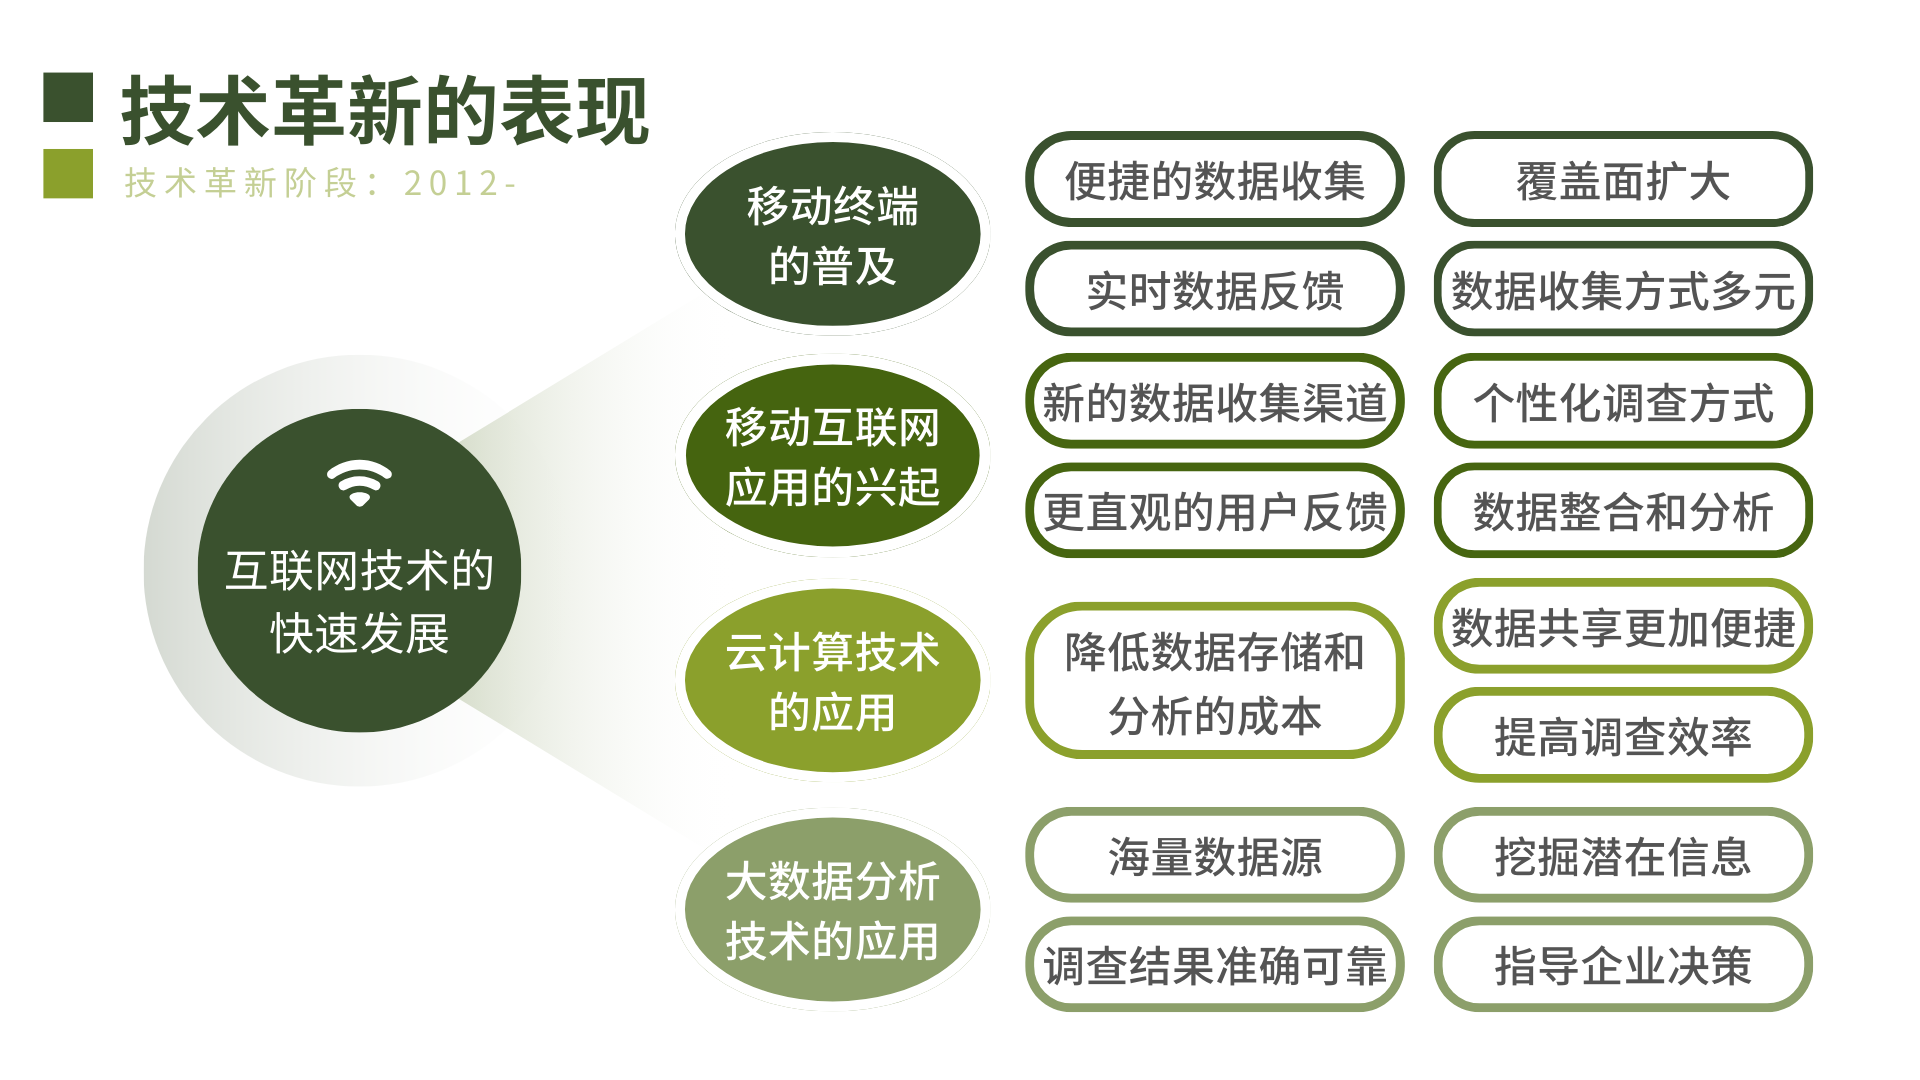 技术革新的表现
技术革新阶段：2012-
互联网技术的
快速发展
移动终端
的普及
便捷的数据收集
覆盖面扩大
实时数据反馈
数据收集方式多元
移动互联网
应用的兴起
新的数据收集渠道
个性化调查方式
更直观的用户反馈
数据整合和分析
云计算技术
的应用
降低数据存储和
分析的成本
数据共享更加便捷
提高调查效率
大数据分析
技术的应用
海量数据源
挖掘潜在信息
调查结果准确可靠
指导企业决策